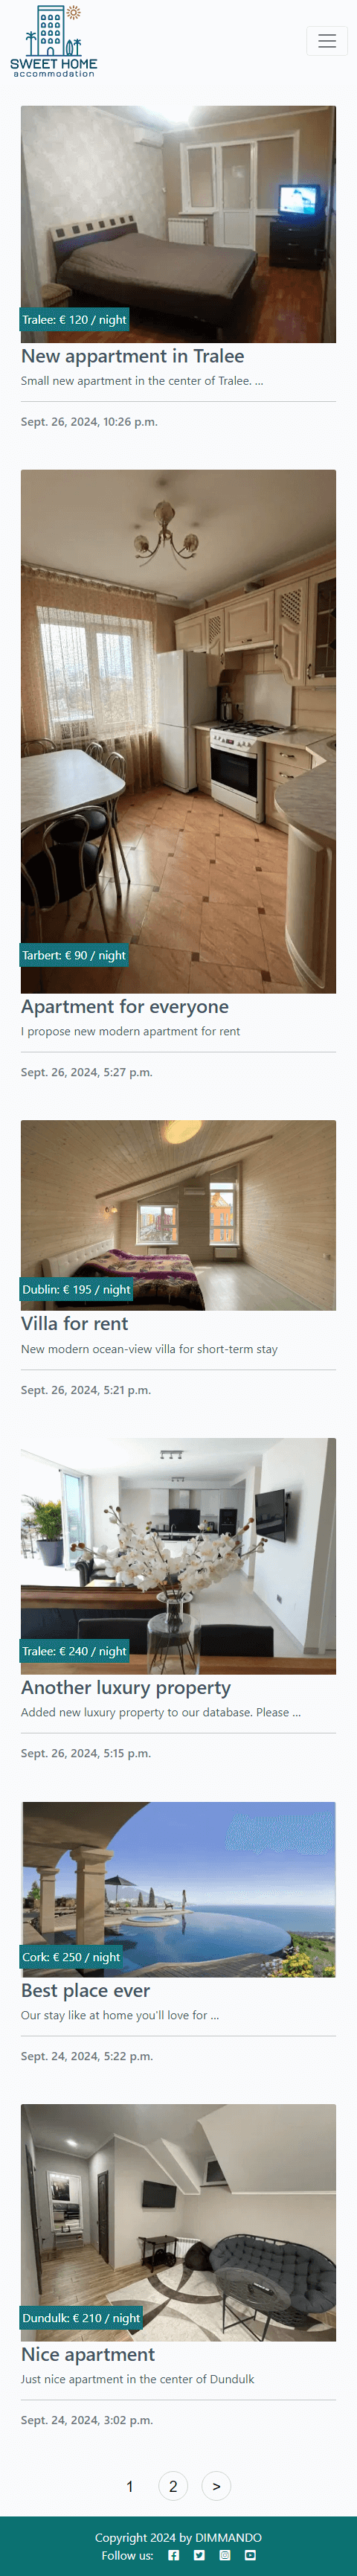 SWEET HOME
accommodation
Tralee: € 120 / night
New appartment in Tralee
Small new apartment in the center of Tralee. ...
Sept. 26, 2024, 10:26 p.m.
Tarbert: € 90 / night
Apartment for everyone
I propose new modern apartment for rent
Sept. 26, 2024, 5:27 p.m.
Dublin: € 195 / night
Villa for rent
New modern ocean-view villa for short-term stay
Sept. 26, 2024, 5:21 p.m.
Tralee: € 240 / night
Another luxury property
Added new luxury property to our database. Please ...
Sept. 26, 2024, 5:15 p.m.
Cork: € 250 / night
Best place ever
Our stay like at home you'll love for ...
Sept. 24, 2024, 5:22 p.m.
Dundulk: € 210 / night
Nice apartment
Just nice apartment in the center of Dundulk
Sept. 24, 2024, 3:02 p.m.
1 2 >
Copyright 2024 by DIMMANDO
Follow us: